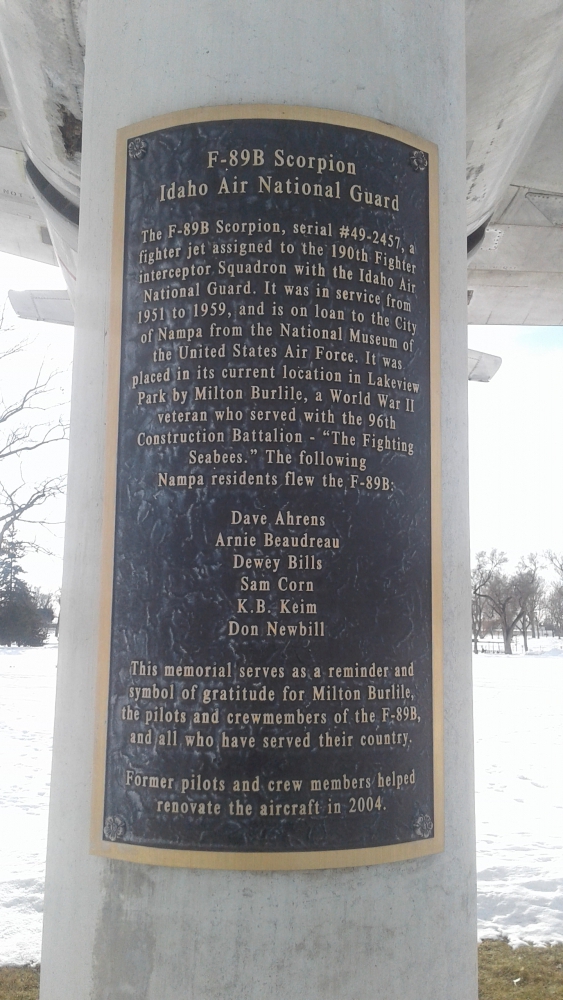 F-89B Scorpion
Idaho Air National Guard
The F-89B Scorpion, serial #49-2457, a
fighter jet assigned to the 190th Fighter
interceptor Squadron with the Idaho Air
National Guard. It was in service from
1951 to 1959, and is on loan to the City
of Nampa from the National Museum of
the United States Air Force. It was
placed in its current location in Lakeview
Park by Milton Burlile, a World War II
veteran who served with the 96th
Construction Battalion - "The Fighting
Seabees." The following
Nampa residents flew the F-89B:
Dave Ahrens
Arnie Beaudreau
Dewey Bills
Sam Corn
K.B. Keim
Don Newbill
This memorial serves as a reminder and
symbol of gratitude for Milton Burlile,
the pilots and crewmembers of the F-89B,
and all who have served their country.
Former pilots and crew members helped
renovate the aircraft in 2004.